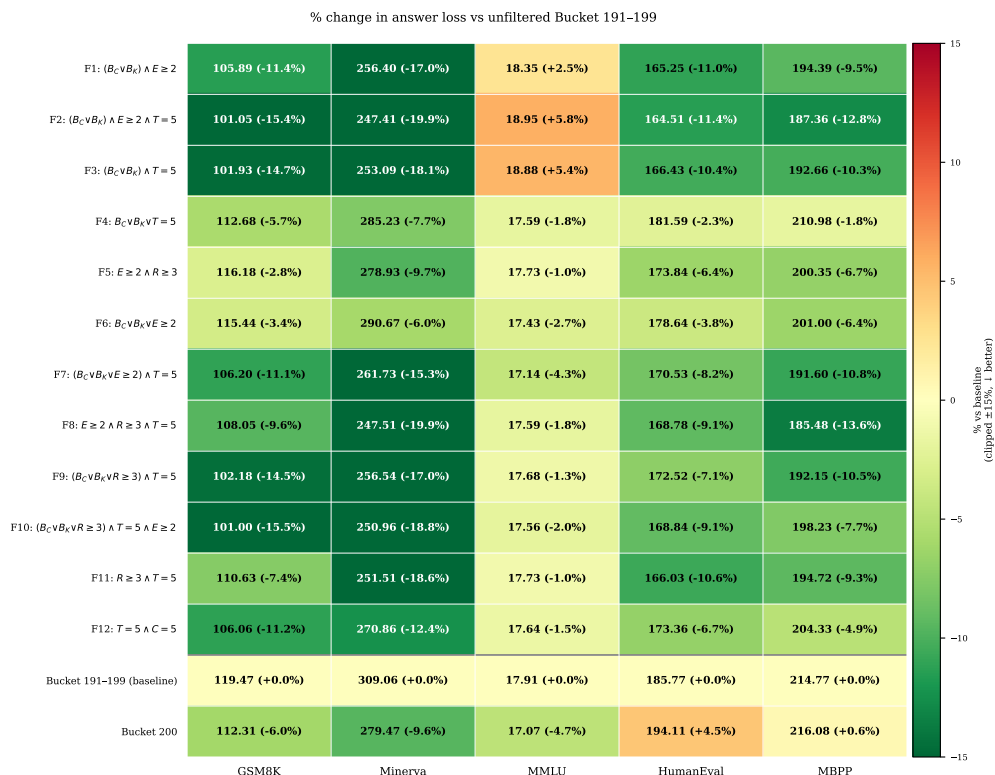 % change in answer loss vs unfiltered Bucket 191–199
F1: (B_C∨B_K) ∧ E ≥ 2 105.89 (-11.4%) 256.40 (-17.0%) 18.35 (+2.5%) 165.25 (-11.0%) 194.39 (-9.5%)
F2: (B_C∨B_K) ∧ E ≥ 2 ∧ T = 5 101.05 (-15.4%) 247.41 (-19.9%) 18.95 (+5.8%) 164.51 (-11.4%) 187.36 (-12.8%)
F3: (B_C∨B_K) ∧ T = 5 101.93 (-14.7%) 253.09 (-18.1%) 18.88 (+5.4%) 166.43 (-10.4%) 192.66 (-10.3%)
F4: B_C∨B_K∨T = 5 112.68 (-5.7%) 285.23 (-7.7%) 17.59 (-1.8%) 181.59 (-2.3%) 210.98 (-1.8%)
F5: E ≥ 2 ∧ R ≥ 3 116.18 (-2.8%) 278.93 (-9.7%) 17.73 (-1.0%) 173.84 (-6.4%) 200.35 (-6.7%)
F6: B_C∨B_K∨E ≥ 2 115.44 (-3.4%) 290.67 (-6.0%) 17.43 (-2.7%) 178.64 (-3.8%) 201.00 (-6.4%)
F7: (B_C∨B_K∨E ≥ 2) ∧ T = 5 106.20 (-11.1%) 261.73 (-15.3%) 17.14 (-4.3%) 170.53 (-8.2%) 191.60 (-10.8%)
F8: E ≥ 2 ∧ R ≥ 3 ∧ T = 5 108.05 (-9.6%) 247.51 (-19.9%) 17.59 (-1.8%) 168.78 (-9.1%) 185.48 (-13.6%)
F9: (B_C∨B_K∨R ≥ 3) ∧ T = 5 102.18 (-14.5%) 256.54 (-17.0%) 17.68 (-1.3%) 172.52 (-7.1%) 192.15 (-10.5%)
F10: (B_C∨B_K∨R ≥ 3) ∧ T = 5 ∧ E ≥ 2 101.00 (-15.5%) 250.96 (-18.8%) 17.56 (-2.0%) 168.84 (-9.1%) 198.23 (-7.7%)
F11: R ≥ 3 ∧ T = 5 110.63 (-7.4%) 251.51 (-18.6%) 17.73 (-1.0%) 166.03 (-10.6%) 194.72 (-9.3%)
F12: T = 5 ∧ C = 5 106.06 (-11.2%) 270.86 (-12.4%) 17.64 (-1.5%) 173.36 (-6.7%) 204.33 (-4.9%)
Bucket 191–199 (baseline) 119.47 (+0.0%) 309.06 (+0.0%) 17.91 (+0.0%) 185.77 (+0.0%) 214.77 (+0.0%)
Bucket 200 112.31 (-6.0%) 279.47 (-9.6%) 17.07 (-4.7%) 194.11 (+4.5%) 216.08 (+0.6%)
GSM8K Minerva MMLU HumanEval MBPP
15
10
5
0
−5
−10
−15
% vs baseline
(clipped ±15%, ↓ better)